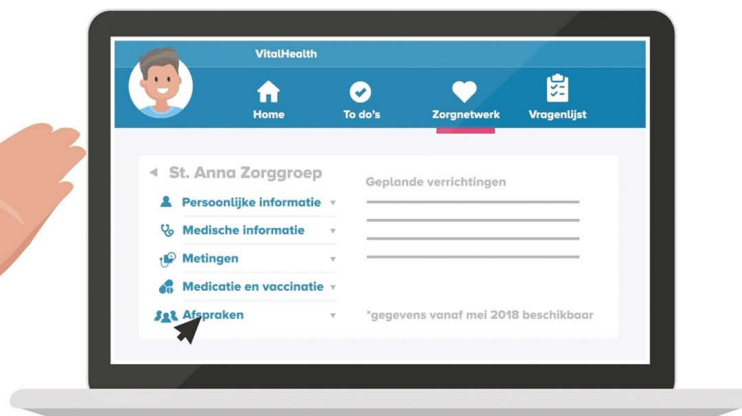 VitalHealth
Home
To do's
Zorgnetwerk
Vragenlijst
St. Anna Zorggroep
Persoonlijke informatie
Medische informatie
Metingen
Medicatie en vaccinatie
Afspraken
Geplande verrichtingen
*gegevens vanaf mei 2018 beschikbaar